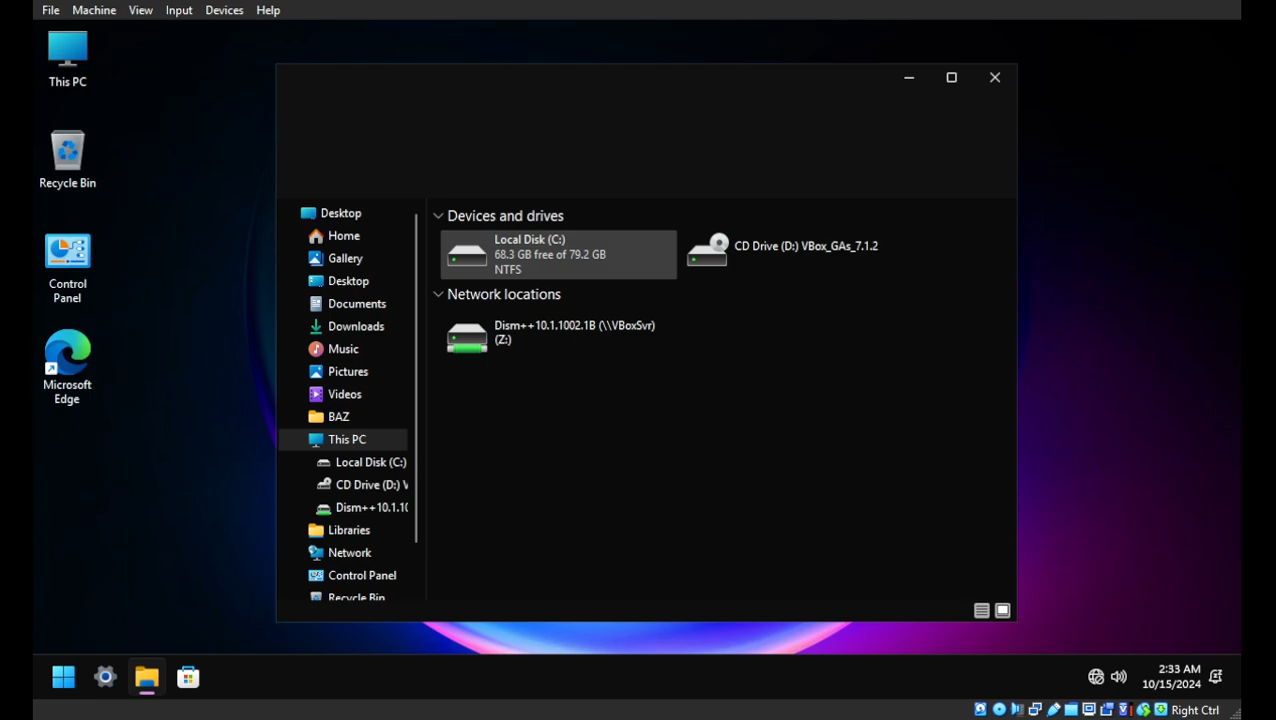 File Machine View Input Devices Help
This PC
Recycle Bin
Control
Panel
Microsoft
Edge
Desktop
Home
Gallery
Desktop
Documents
Downloads
Music
Pictures
Videos
BAZ
This PC
Local Disk (C:)
CD Drive (D:) V
Dism++10.1.10
Libraries
Network
Control Panel
Recycle Bin
Devices and drives
Local Disk (C:)
68.3 GB free of 79.2 GB
NTFS
CD Drive (D:) VBox_GAs_7.1.2
Network locations
Dism++10.1.1002.1B (\\VBoxSvr)
(Z:)
2:33 AM
10/15/2024
Right Ctrl